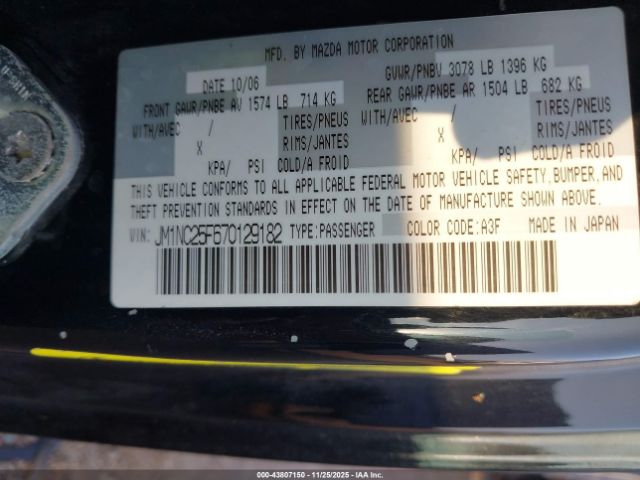 MFD. BY MAZDA MOTOR CORPORATION
DATE 10/06 GVWR/PNBV 3078 LB 1396 KG
FRONT GAWR/PNBE AV 1574 LB 714 KG REAR GAWR/PNBE AR 1504 LB 682 KG
WITH/AVEC / TIRES/PNEUS WITH/AVEC / TIRES/PNEUS
X RIMS/JANTES X RIMS/JANTES
KPA/ PSI COLD/A FROID KPA/ PSI COLD/A FROID
THIS VEHICLE CONFORMS TO ALL APPLICABLE FEDERAL MOTOR VEHICLE SAFETY,BUMPER,AND
THEFT PREVENTION STANDARDS IN EFFECT ON THE DATE OF MANUFACTURE SHOWN ABOVE.
VIN: JM1NC25F670129182 TYPE:PASSENGER COLOR CODE:A3F MADE IN JAPAN
000-43807150 - 11/25/2025 - IAA Inc.